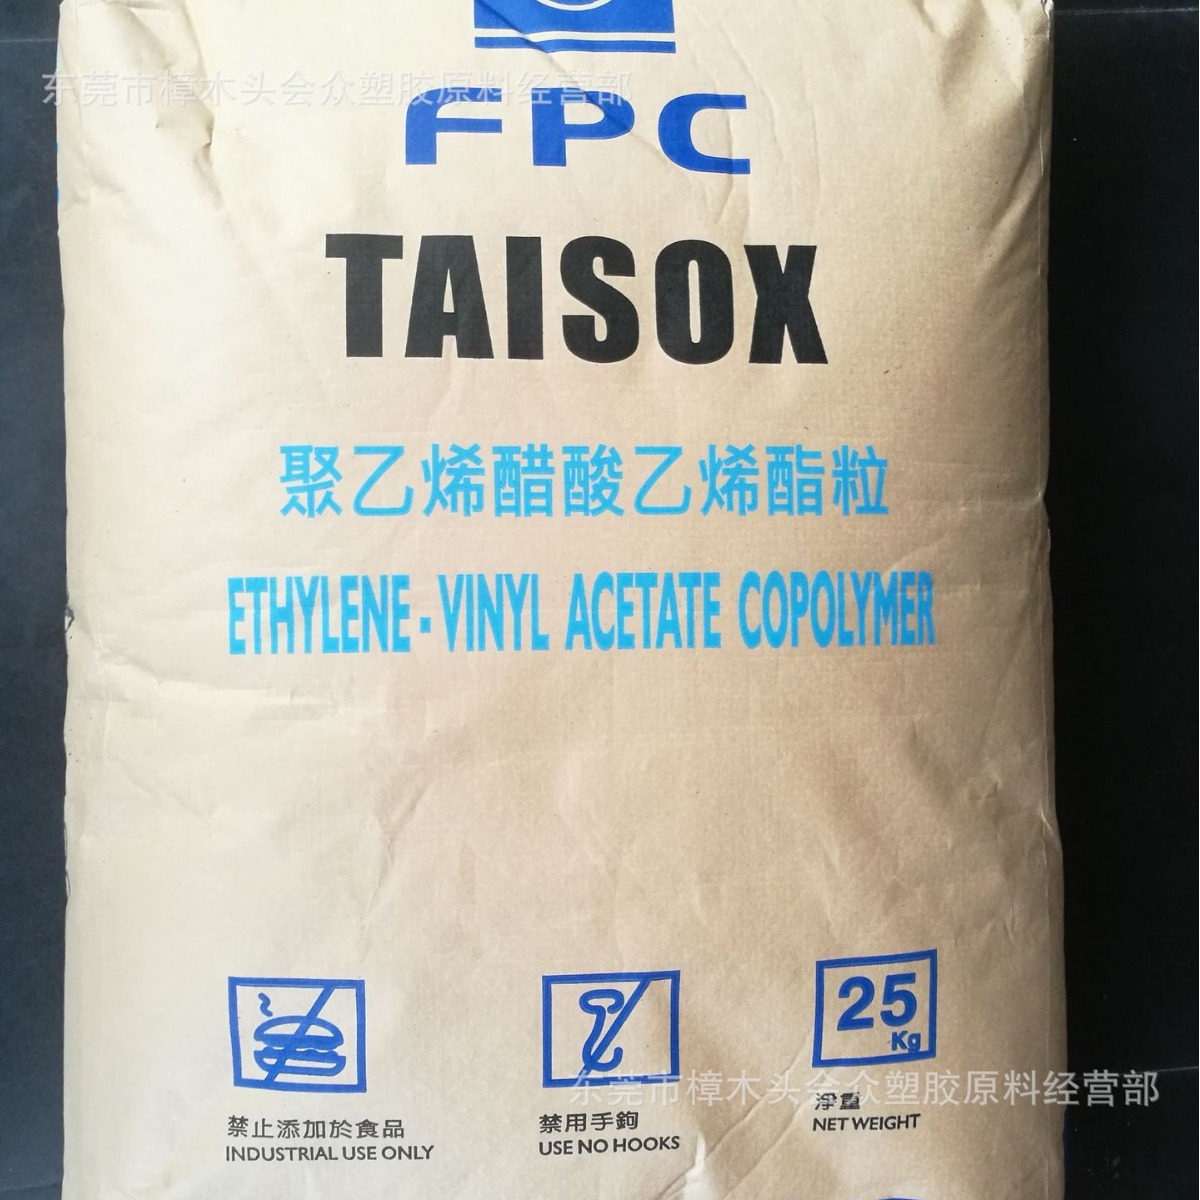 东莞市樟木头会众塑胶原料经营部
FPC
TAISOX
聚乙烯醋酸乙烯酯粒
ETHYLENE - VINYL ACETATE COPOLYMER
25
Kg
东莞市樟木头会众塑胶原料经营部
禁止添加於食品
INDUSTRIAL USE ONLY
禁用手鉤
USE NO HOOKS
淨重
NET WEIGHT